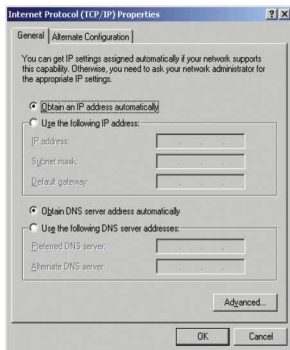 Internet Protocol (TCP/IP) Properties
General
Alternate Configuration
You can get IP settings assigned automatically if your network supports
this capability. Otherwise, you need to ask your network administrator for
the appropriate IP settings.
Obtain an IP address automatically
Use the following IP address:
IP address:
Subnet mask:
Default gateway:
Obtain DNS server address automatically
Use the following DNS server addresses:
Preferred DNS server:
Alternate DNS server:
Advanced...
OK
Cancel